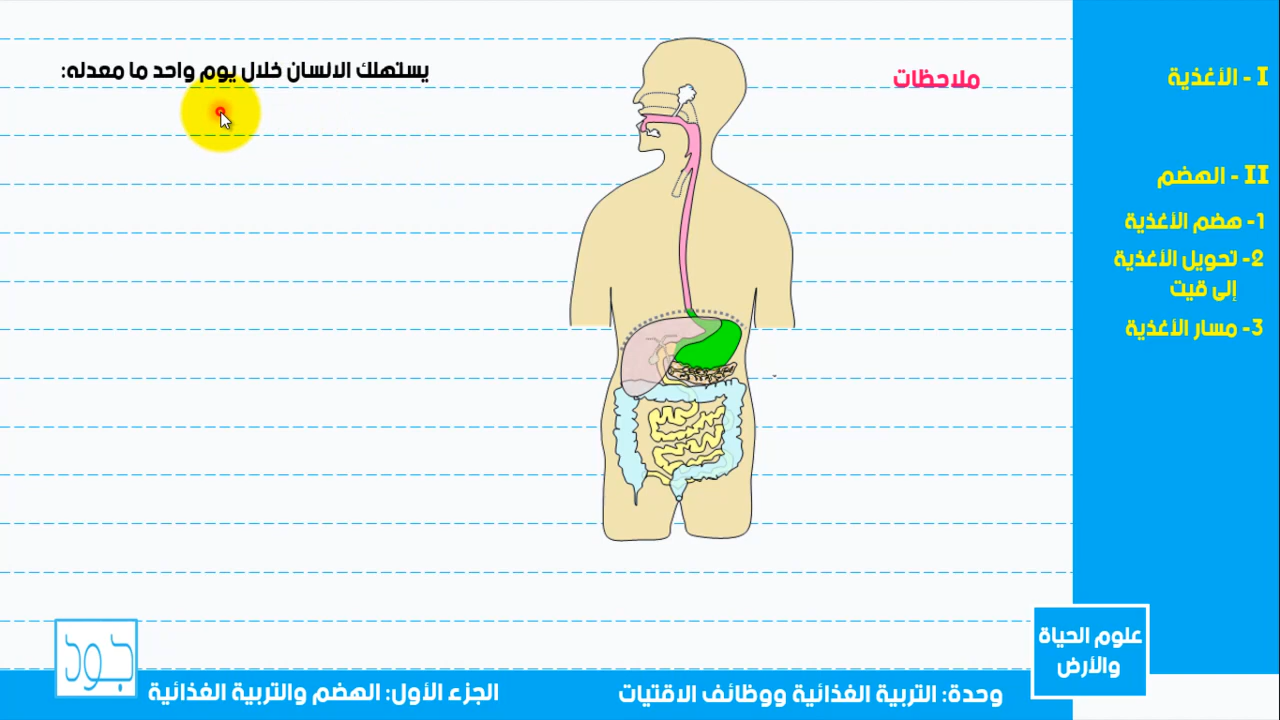 ملاحظات
يستهلك الانسان خلال يوم واحد ما معدله:
I - الأغذية
II - الهضم
1- هضم الأغذية
2- تحويل الأغذية
إلى قيت
3- مسار الأغذية
علوم الحياة
والأرض
وحدة: التربية الغذائية ووظائف الاقتيات
الجزء الأول: الهضم والتربية الغذائية
جود